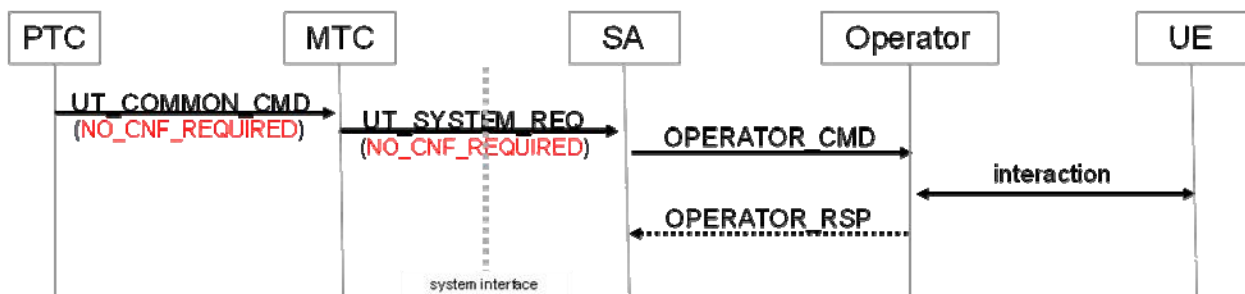 PTC
MTC
SA
Operator
UE
UT_COMMON_CMD
(NO_CNF_REQUIRED)
UT_SYSTEM_REQ
(NO_CNF_REQUIRED)
OPERATOR_CMD
interaction
OPERATOR_RSP
system interface